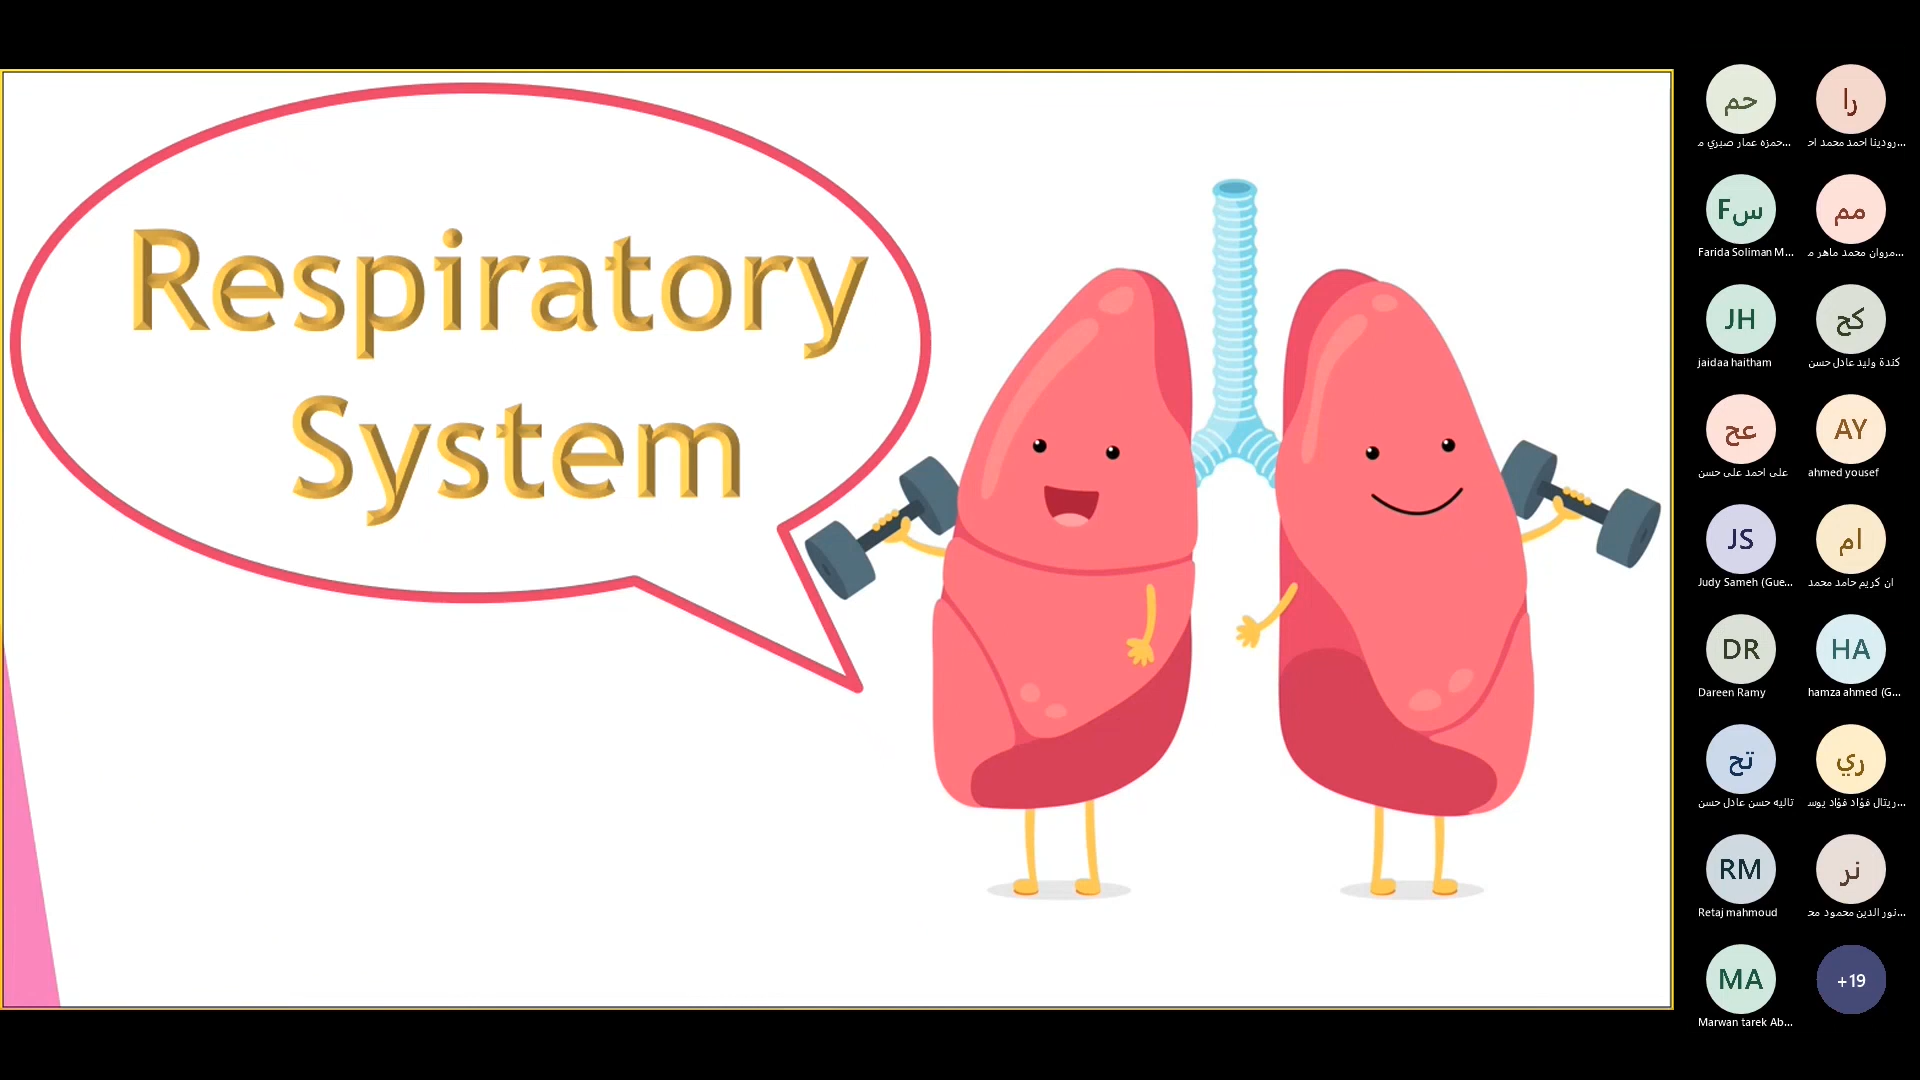 Respiratory
System
حم
را
حمزه عمار صبري م...
رودينا احمد محمد اح...
Fس
مم
Farida Soliman M...
مروان محمد ماهر م...
JH
كح
jaidaa haitham
كندة وليد عادل حسن
عح
AY
على احمد على حسن
ahmed yousef
JS
ام
Judy Sameh (Gue...
ان كريم حامد محمد
DR
HA
Dareen Ramy
hamza ahmed (G...
تح
ري
تاليه حسن عادل حسن
ريتال فؤاد فؤاد يوس...
RM
نر
Retaj mahmoud
نور الدين محمود مح...
MA
+19
Marwan tarek Ab...